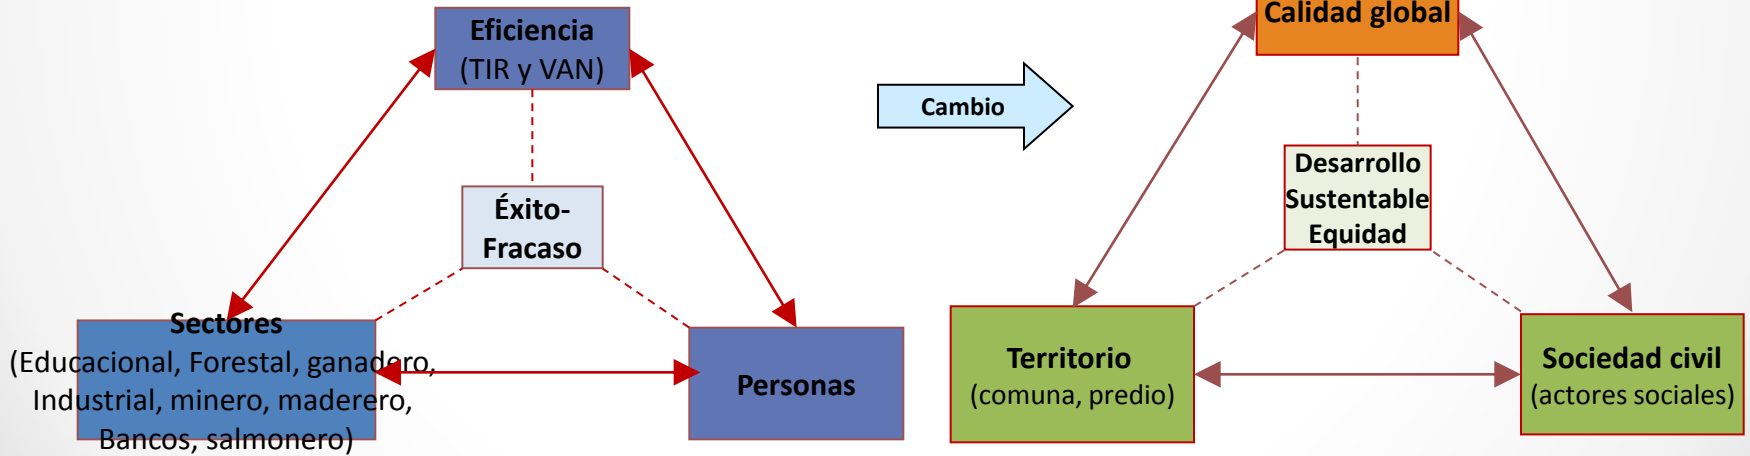 Eficiencia
(TIR y VAN)
Éxito-
Fracaso
Sectores
(Educacional, Forestal, ganadero,
Industrial, minero, maderero,
Bancos, salmonero)
Personas
Cambio
Calidad global
Desarrollo
Sustentable
Equidad
Territorio
(comuna, predio)
Sociedad civil
(actores sociales)